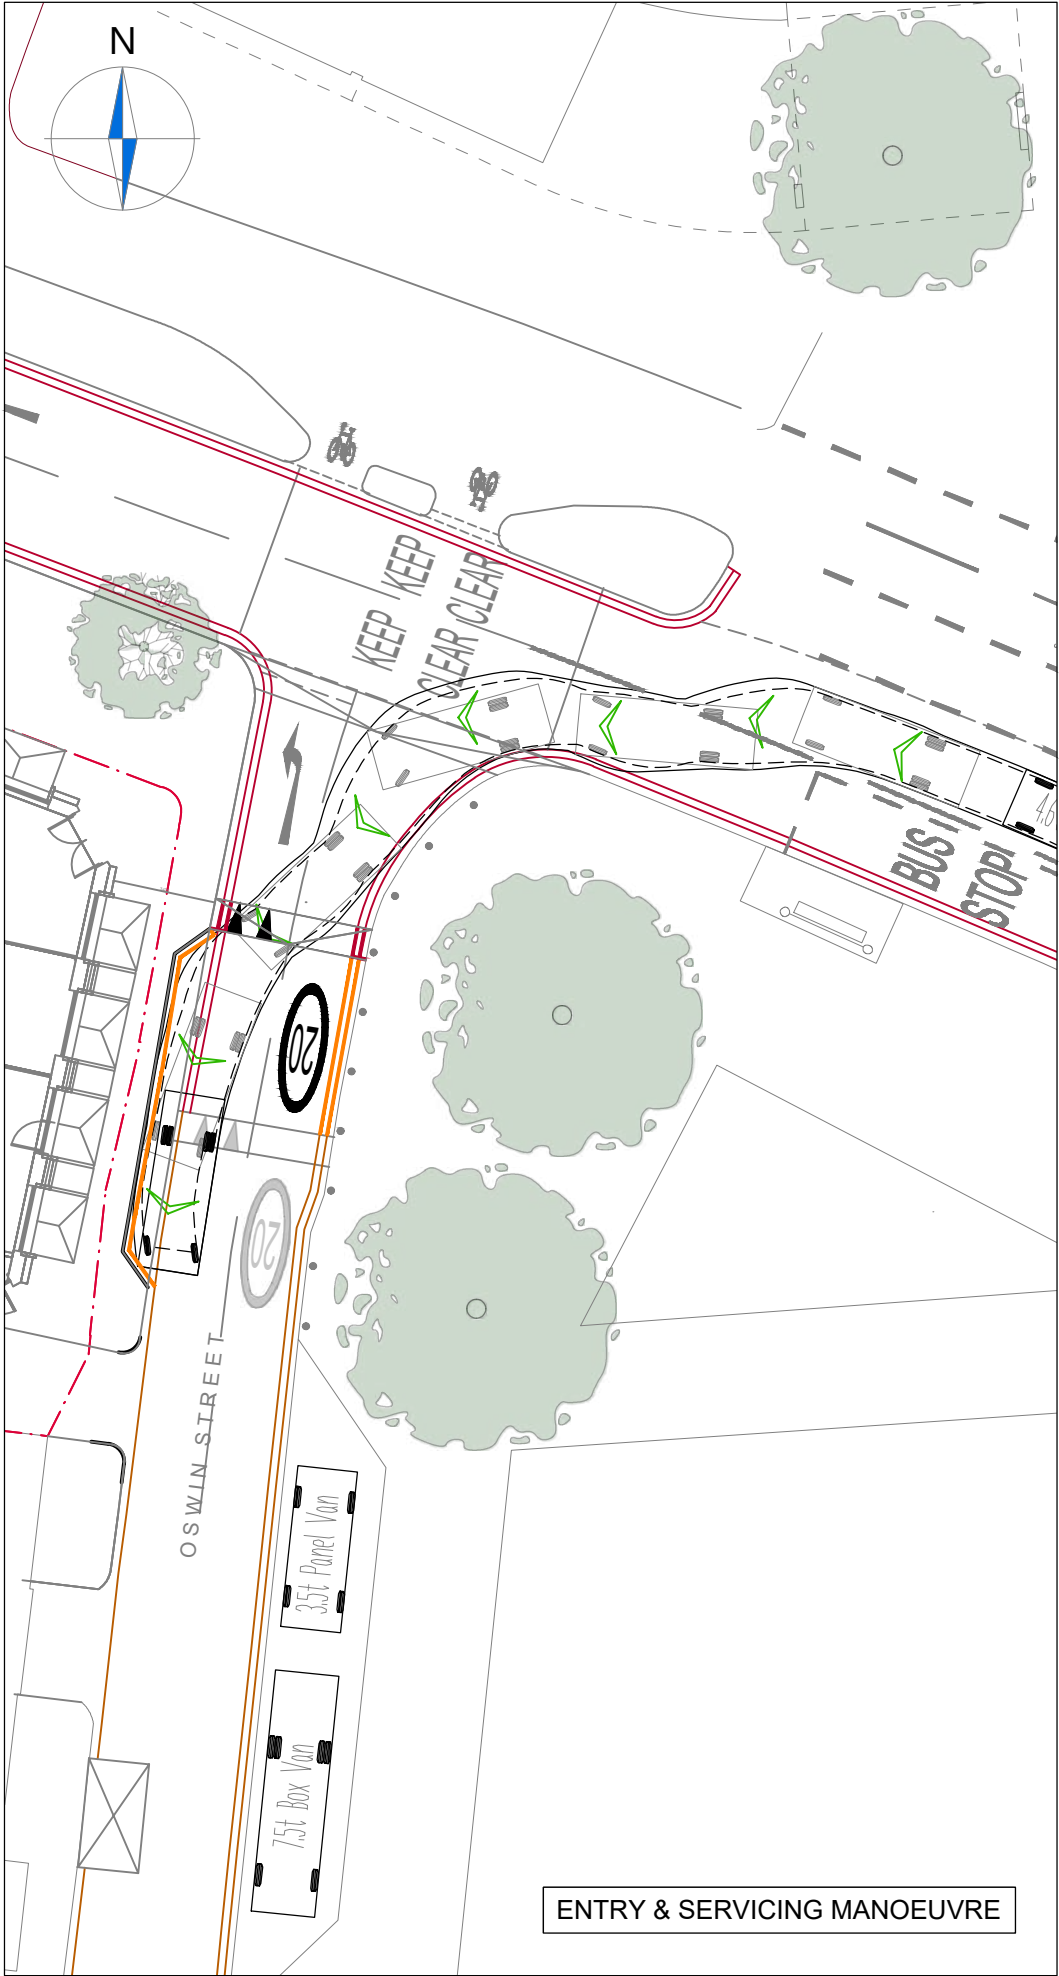 N
KEEP
KEEP
CLEAR
CLEAR
BUS
STOP
20
20
OSWIN STREET
3.5t Panel Van
7.5t Box Van
ENTRY & SERVICING MANOEUVRE